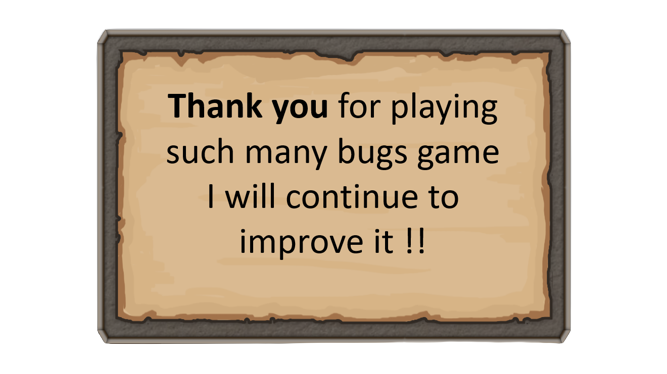 Thank you for playing
such many bugs game
I will continue to
improve it !!